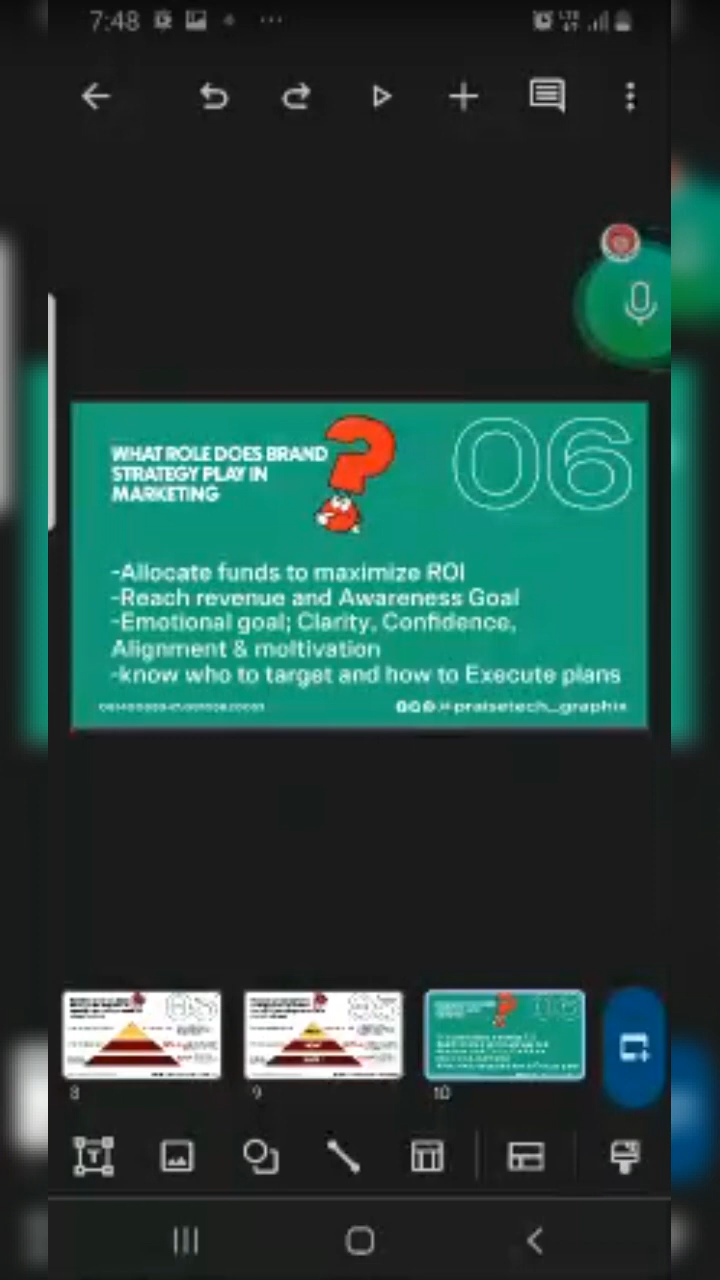 7:48
WHAT ROLE DOES BRAND
STRATEGY PLAY IN
MARKETING
06
-Allocate funds to maximize ROI
-Reach revenue and Awareness Goal
-Emotional goal; Clarity, Confidence,
Alignment & moltivation
-know who to target and how to Execute plans
@praisetech_graphix
8
9
10